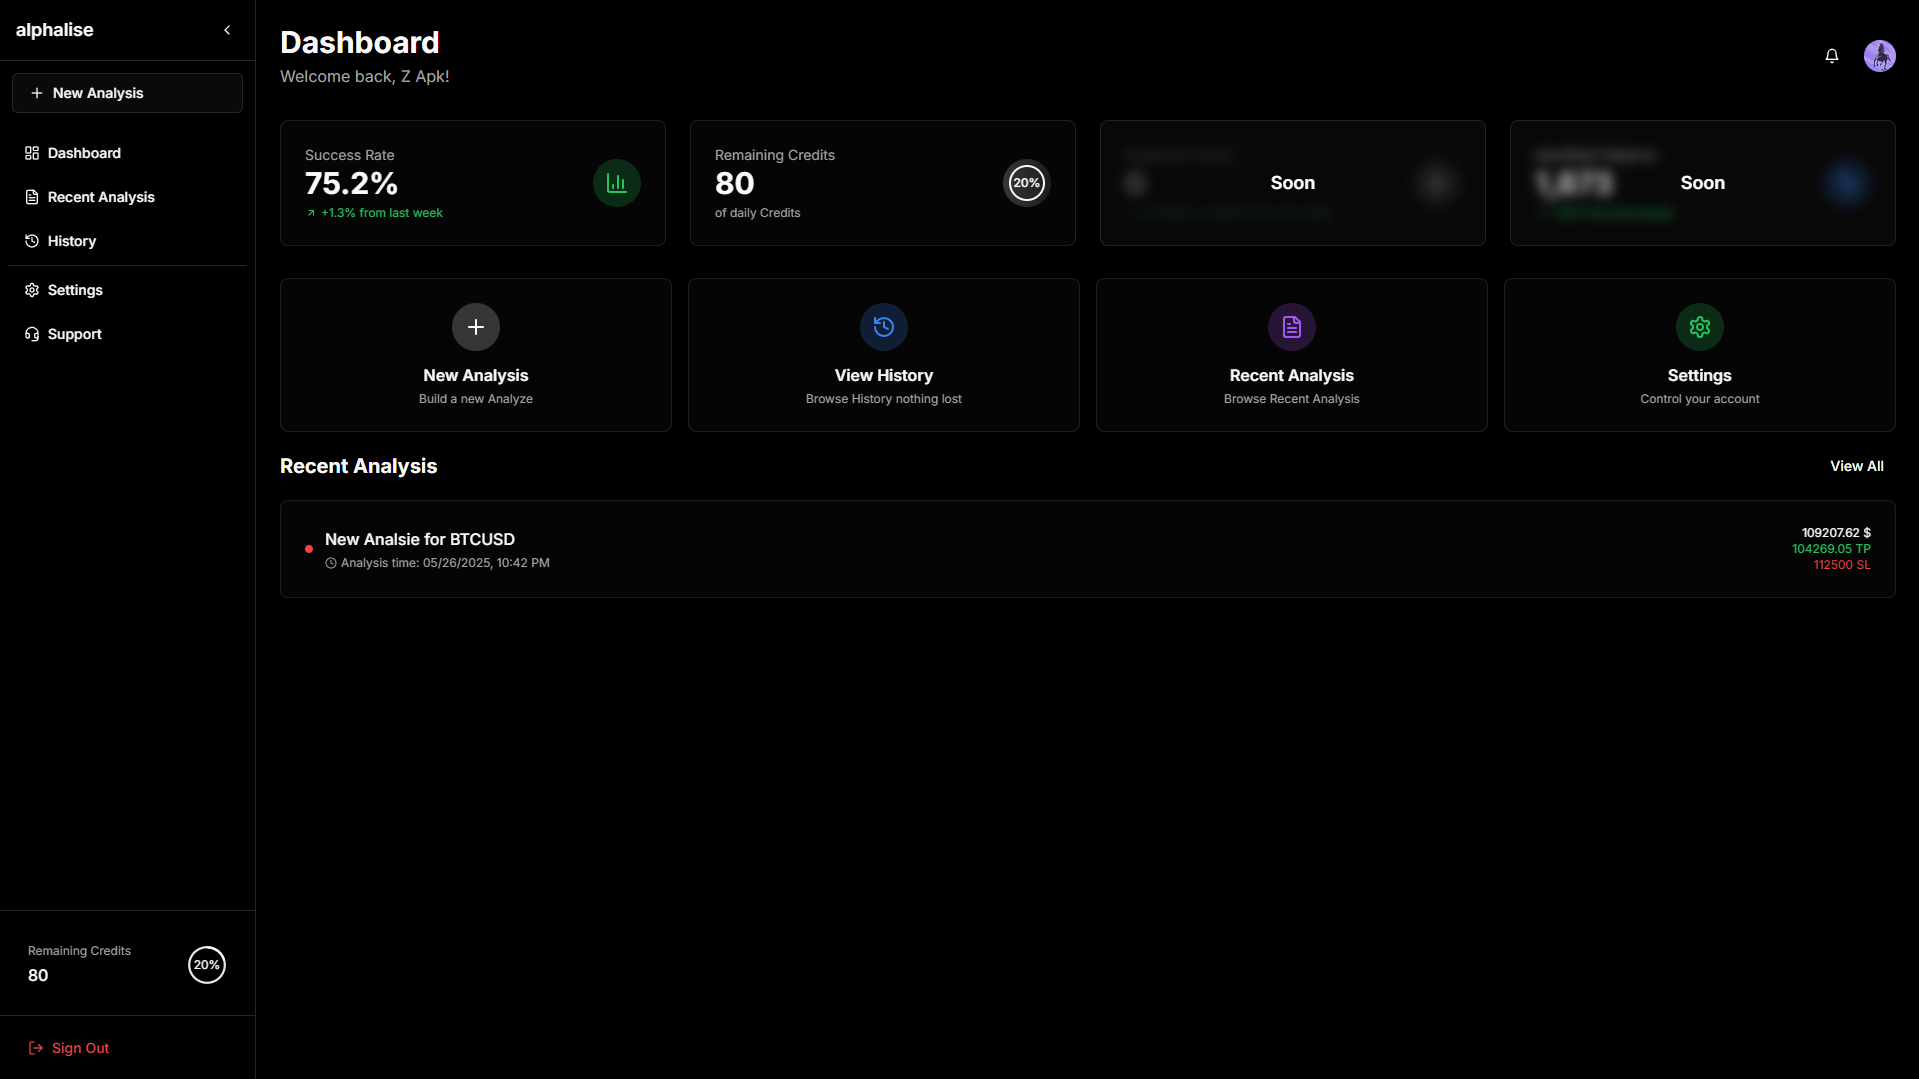 alphalise
New Analysis
Dashboard
Recent Analysis
History
Settings
Support
Remaining Credits
80
20%
Sign Out
Dashboard
Welcome back, Z Apk!
Success Rate
75.2%
+1.3% from last week
Remaining Credits
80
of daily Credits
20%
Soon
Soon
New Analysis
Build a new Analyze
View History
Browse History nothing lost
Recent Analysis
Browse Recent Analysis
Settings
Control your account
Recent Analysis
View All
New Analsie for BTCUSD
Analysis time: 05/26/2025, 10:42 PM
109207.62 $
104269.05 TP
112500 SL